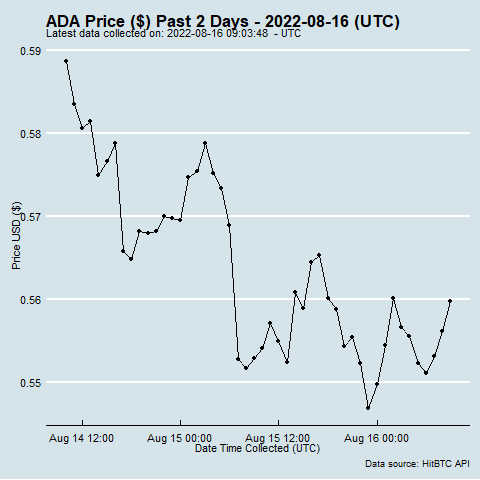 ADA Price ($) Past 2 Days - 2022-08-16 (UTC)
Latest data collected on: 2022-08-16 09:03:48  - UTC
0.59
0.58
0.57
0.56
0.55
Price USD ($)
Aug 14 12:00
Aug 15 00:00
Aug 15 12:00
Aug 16 00:00
Date Time Collected (UTC)
Data source: HitBTC API